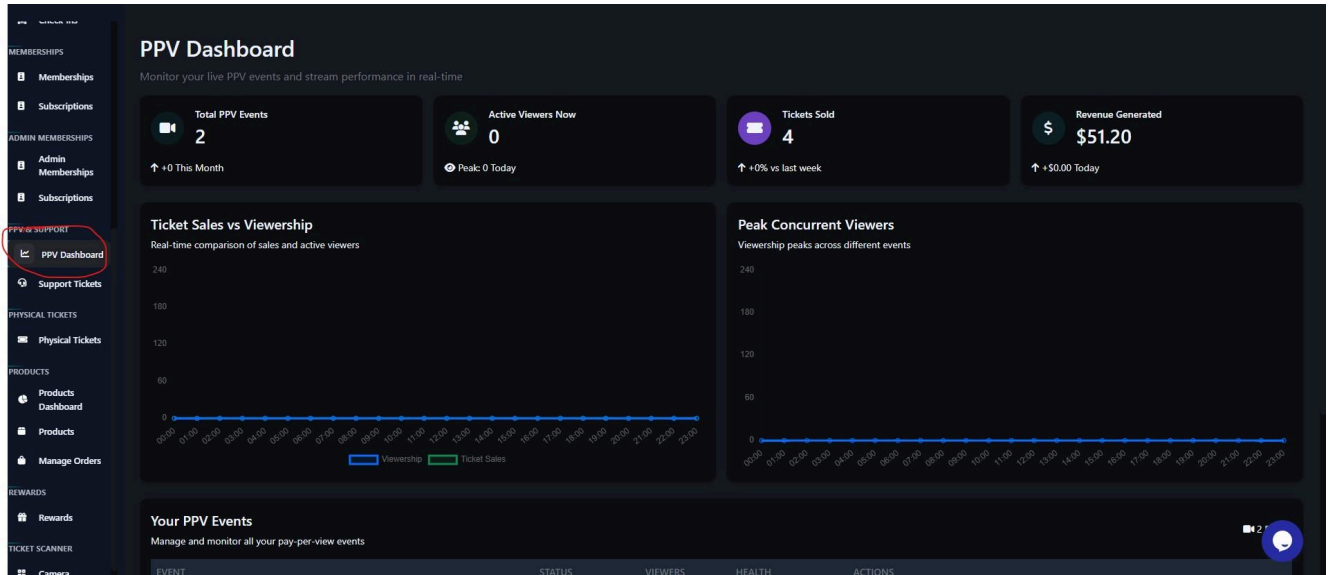 Check-Ins
MEMBERSHIPS
Memberships
Subscriptions
ADMIN MEMBERSHIPS
Admin
Memberships
Subscriptions
PPV & SUPPORT
PPV Dashboard
Support Tickets
PHYSICAL TICKETS
Physical Tickets
PRODUCTS
Products
Dashboard
Products
Manage Orders
REWARDS
Rewards
TICKET SCANNER
Camera
PPV Dashboard
Monitor your live PPV events and stream performance in real-time
Total PPV Events
2
+0 This Month
Active Viewers Now
0
Peak: 0 Today
Tickets Sold
4
+0% vs last week
Revenue Generated
$51.20
+$0.00 Today
Ticket Sales vs Viewership
Real-time comparison of sales and active viewers
240
180
120
60
0
00:00 01:00 02:00 03:00 04:00 05:00 06:00 07:00 08:00 09:00 10:00 11:00 12:00 13:00 14:00 15:00 16:00 17:00 18:00 19:00 20:00 21:00 22:00 23:00
Viewership Ticket Sales
Peak Concurrent Viewers
Viewership peaks across different events
240
180
120
60
0
00:00 01:00 02:00 03:00 04:00 05:00 06:00 07:00 08:00 09:00 10:00 11:00 12:00 13:00 14:00 15:00 16:00 17:00 18:00 19:00 20:00 21:00 22:00 23:00
Your PPV Events
Manage and monitor all your pay-per-view events
2
EVENT STATUS VIEWERS HEALTH ACTIONS